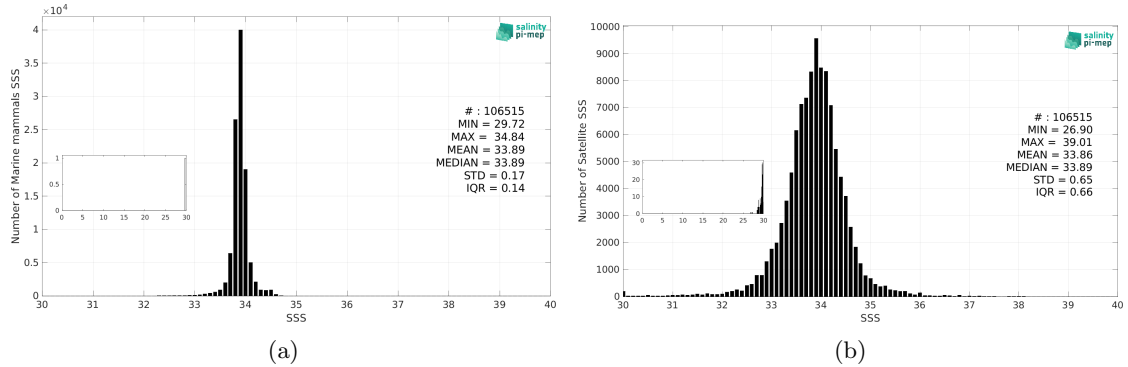 ×10⁴
salinity
pi-mep
4
3.5
3
2.5
2
1.5
1
0.5
0
Number of Marine mammals SSS
# : 106515
MIN = 29.72
MAX = 34.84
MEAN = 33.89
MEDIAN = 33.89
STD = 0.17
IQR = 0.14
1
0.5
0
0 5 10 15 20 25 30
30 31 32 33 34 35 36 37 38 39 40
SSS
(a)
salinity
pi-mep
10000
9000
8000
7000
6000
5000
4000
3000
2000
1000
0
Number of Satellite SSS
# : 106515
MIN = 26.90
MAX = 39.01
MEAN = 33.86
MEDIAN = 33.89
STD = 0.65
IQR = 0.66
30
20
10
0
0 5 10 15 20 25 30
30 31 32 33 34 35 36 37 38 39 40
SSS
(b)